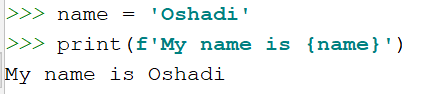 >>> name = 'Oshadi'
>>> print(f'My name is {name}')
My name is Oshadi